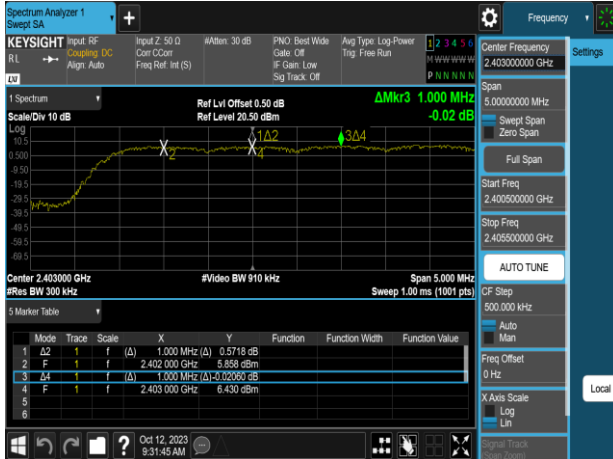 Spectrum Analyzer 1
Swept SA
+
Frequency
KEYSIGHT
RL
LXI
Input: RF
Coupling: DC
Align: Auto
Input Z: 50 Ω
Corr CCorr
Freq Ref: Int (S)
#Atten: 30 dB
PNO: Best Wide
Gate: Off
IF Gain: Low
Sig Track: Off
Avg Type: Log-Power
Trig: Free Run
1 2 3 4 5 6
M W W W W W
P N N N N N
Settings
1 Spectrum
Scale/Div 10 dB
Ref Lvl Offset 0.50 dB
Ref Level 20.50 dBm
ΔMkr3 1.000 MHz
-0.02 dB
Log
10.5
0.500
-9.50
-19.5
-29.5
-39.5
-49.5
-59.5
-69.5
2
1Δ2
4
3Δ4
Center 2.403000 GHz
#Res BW 300 kHz
#Video BW 910 kHz
Span 5.000 MHz
Sweep 1.00 ms (1001 pts)
5 Marker Table
Mode Trace Scale X Y Function Function Width Function Value
1 Δ2 1 f (Δ) 1.000 MHz (Δ) 0.5718 dB
2 F 1 f 2.402 000 GHz 5.858 dBm
3 Δ4 1 f (Δ) 1.000 MHz (Δ) -0.02060 dB
4 F 1 f 2.403 000 GHz 6.430 dBm
5
6
Center Frequency
2.403000000 GHz
Span
5.00000000 MHz
Swept Span
Zero Span
Full Span
Start Freq
2.400500000 GHz
Stop Freq
2.405500000 GHz
AUTO TUNE
CF Step
500.000 kHz
Auto
Man
Freq Offset
0 Hz
X Axis Scale
Log
Lin
Signal Track
(Span Zoom)
Local
?
Oct 12, 2023
9:31:45 AM